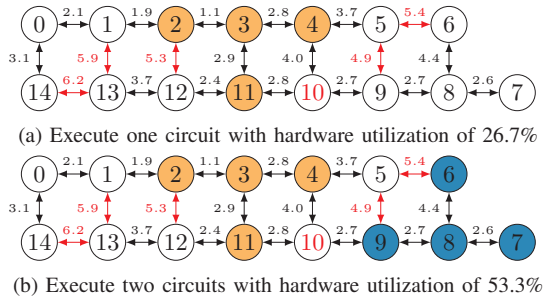 2.1 1.9 1.1 2.8 3.7 5.4
0 1 2 3 4 5 6
3.1 5.9 5.3 2.9 4.0 4.9 4.4
6.2 3.7 2.4 2.8 2.7 2.7 2.6
14 13 12 11 10 9 8 7
(a) Execute one circuit with hardware utilization of 26.7%
2.1 1.9 1.1 2.8 3.7 5.4
0 1 2 3 4 5 6
3.1 5.9 5.3 2.9 4.0 4.9 4.4
6.2 3.7 2.4 2.8 2.7 2.7 2.6
14 13 12 11 10 9 8 7
(b) Execute two circuits with hardware utilization of 53.3%